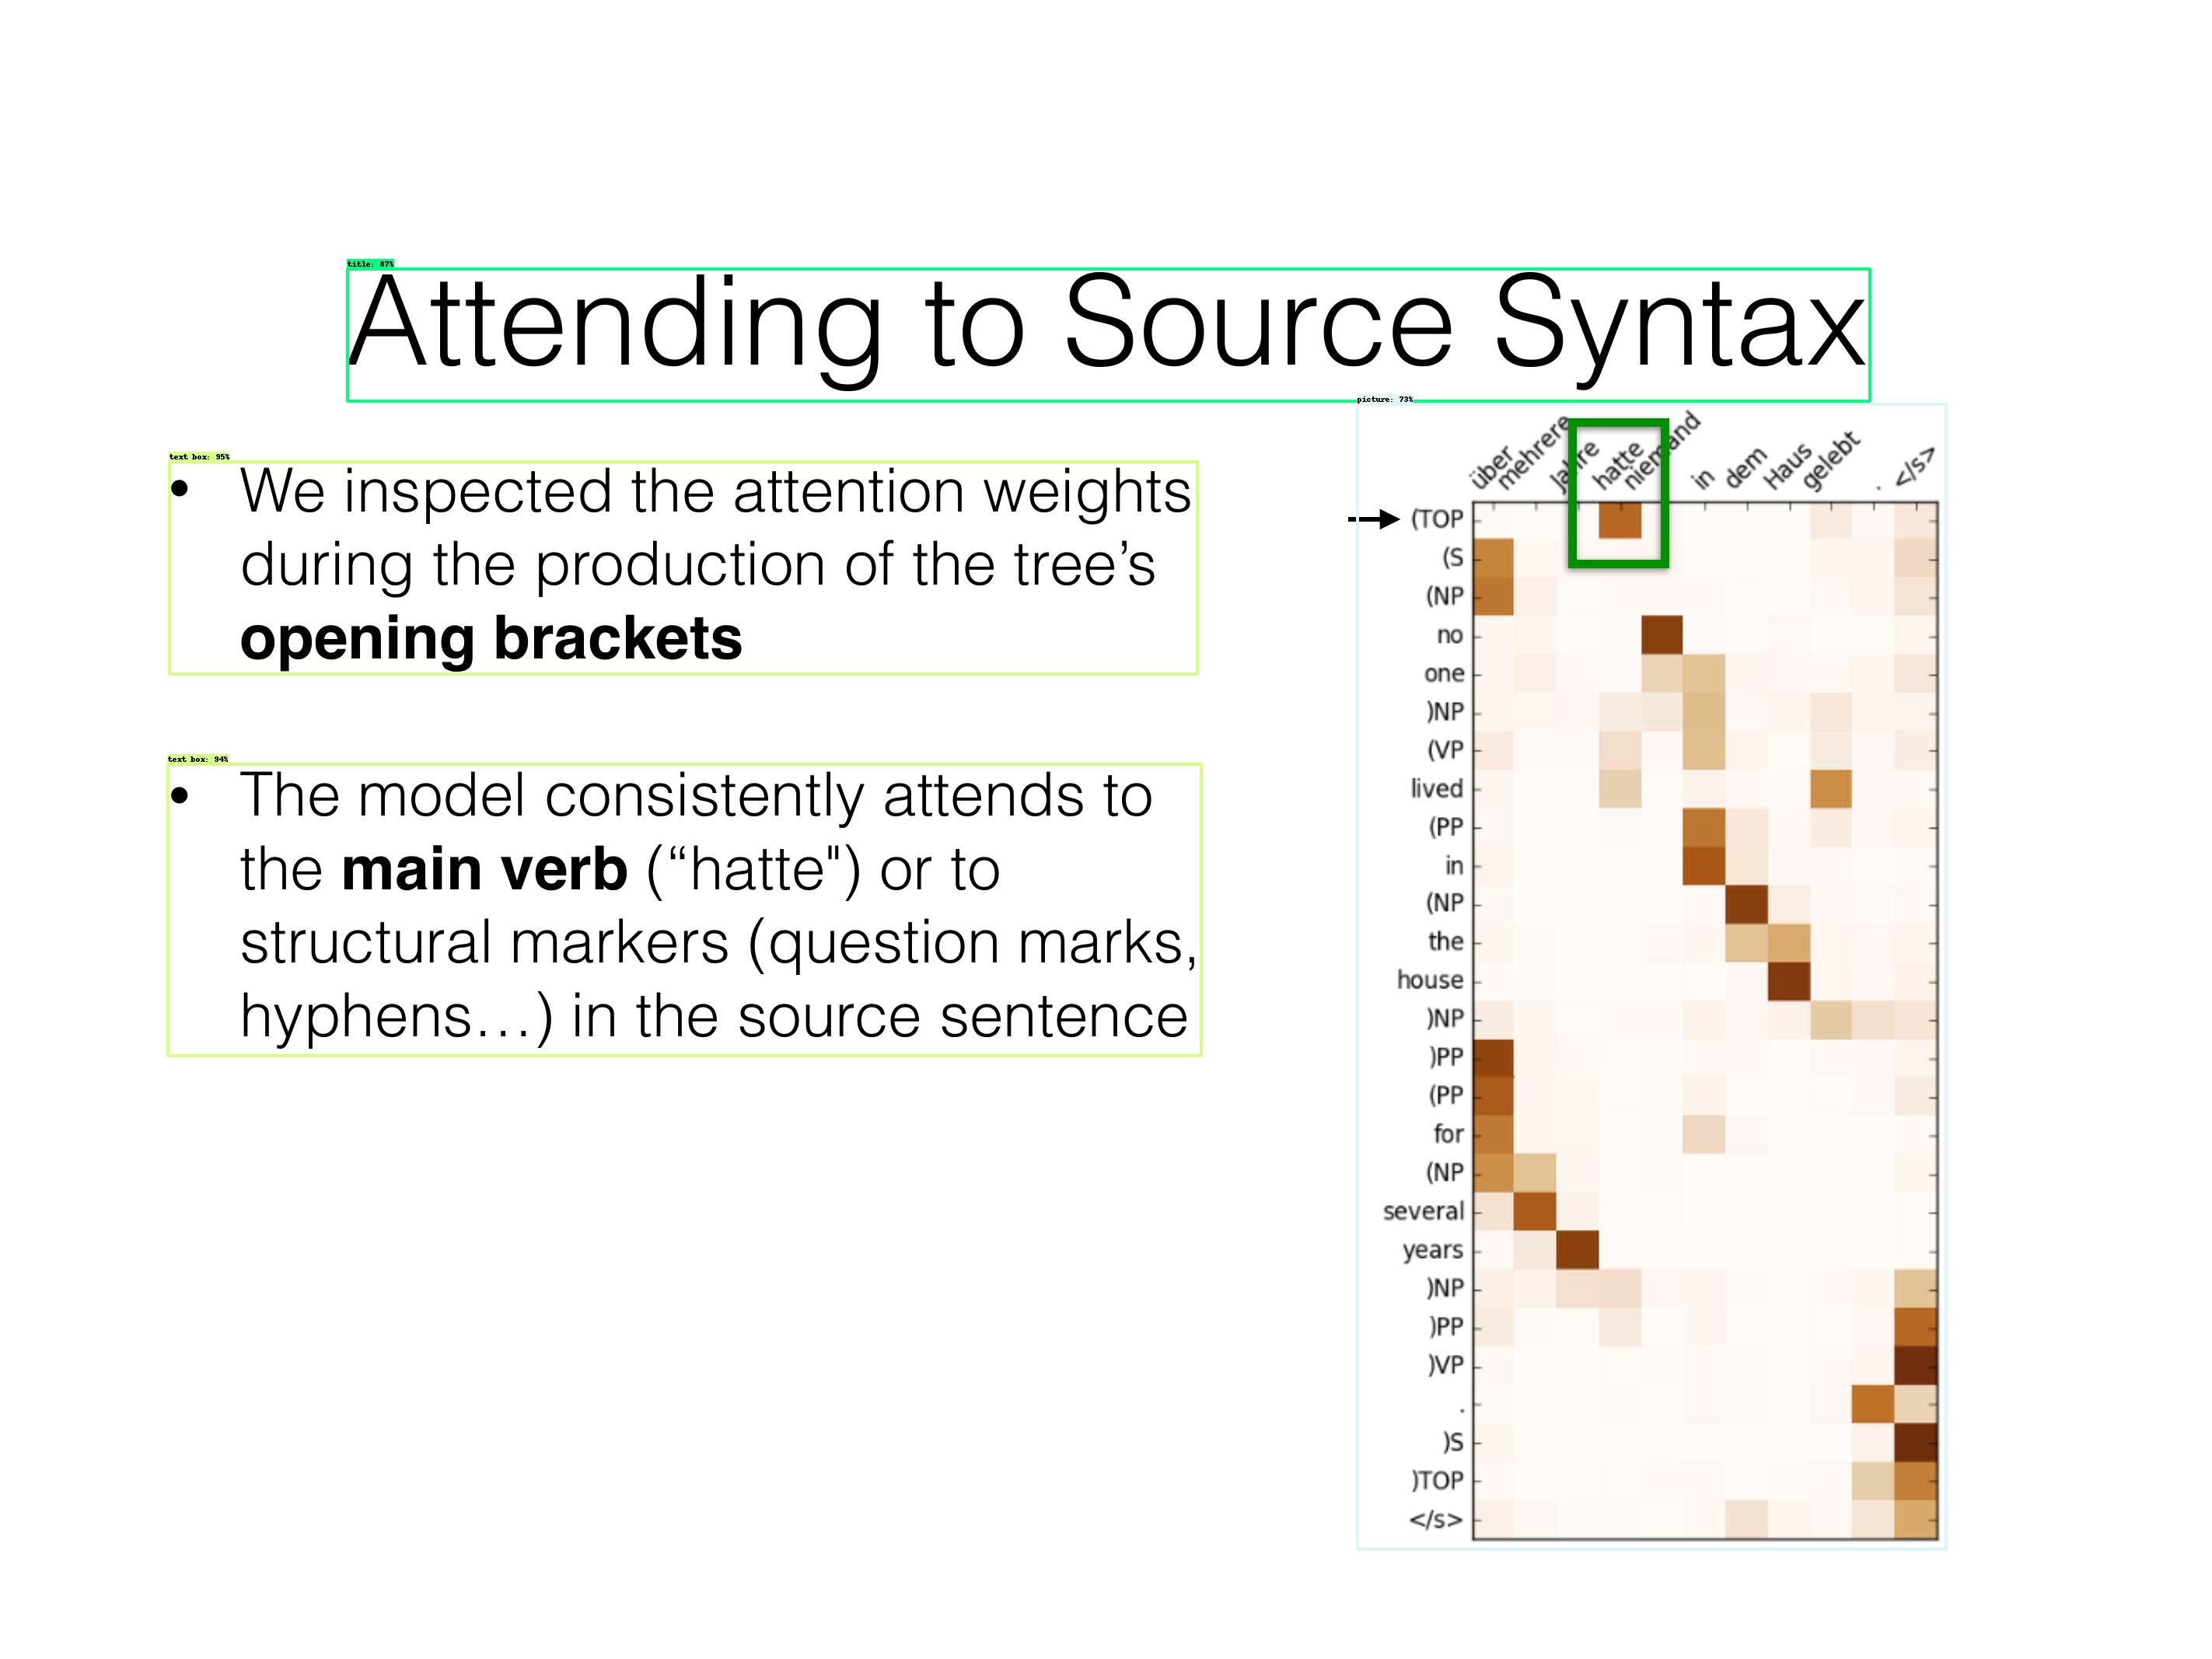 title: 87%
Attending to Source Syntax
text box: 95%
• We inspected the attention weights
during the production of the tree’s
opening brackets
text box: 94%
• The model consistently attends to
the main verb (“hatte") or to
structural markers (question marks,
hyphens…) in the source sentence
picture: 73%
über mehrere Jahre hatte niemand in dem Haus gelebt . </s>
(TOP
(S
(NP
no
one
)NP
(VP
lived
(PP
in
(NP
the
house
)NP
)PP
(PP
for
(NP
several
years
)NP
)PP
)VP
.
)S
)TOP
</s>